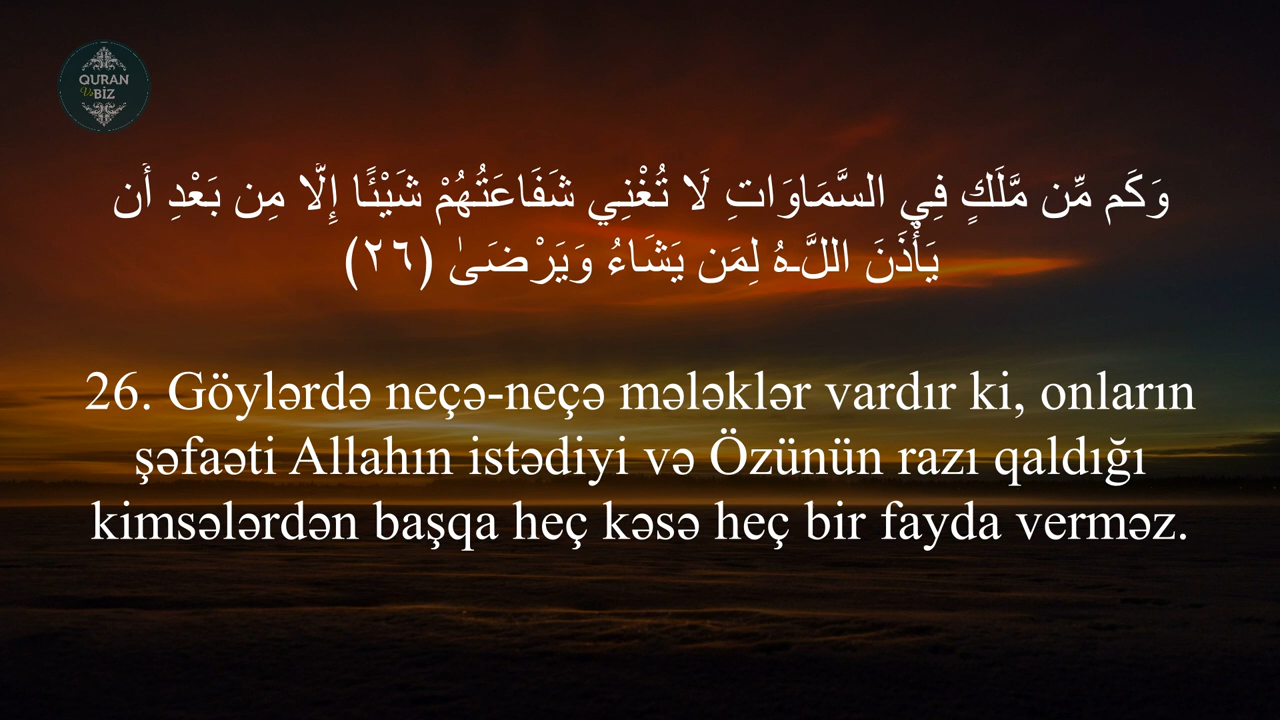 QURAN
Və BİZ
وَكَم مِّن مَّلَكٍ فِي السَّمَاوَاتِ لَا تُغْنِي شَفَاعَتُهُمْ شَيْئًا إِلَّا مِن بَعْدِ أَن
يَأْذَنَ اللَّـهُ لِمَن يَشَاءُ وَيَرْضَىٰ ﴿٢٦﴾
26. Göylərdə neçə-neçə mələklər vardır ki, onların
şəfaəti Allahın istədiyi və Özünün razı qaldığı
kimsələrdən başqa heç kəsə heç bir fayda verməz.